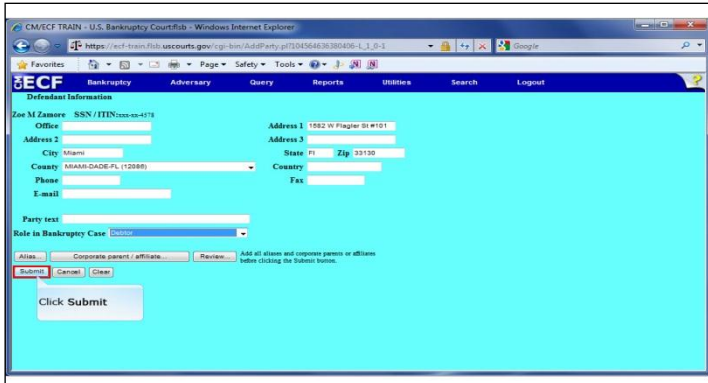 CM/ECF TRAIN - U.S. Bankruptcy Court:flsb - Windows Internet Explorer
https://ecf-train.flsb.uscourts.gov/cgi-bin/AddParty.pl?104564636380406-L_1_0-1
Google
Favorites Page Safety Tools
ECF Bankruptcy Adversary Query Reports Utilities Search Logout ?
Defendant Information
Zoe M Zamore SSN / ITIN:xxx-xx-4578
Office Address 1 1582 W Flagler St #101
Address 2 Address 3
City Miami State Fl Zip 33130
County MIAMI-DADE-FL (12086) Country
Phone Fax
E-mail
Party text
Role in Bankruptcy Case Debtor
Alias... Corporate parent / affiliate... Review... Add all aliases and corporate parents or affiliates
before clicking the Submit button.
Submit Cancel Clear
Click Submit